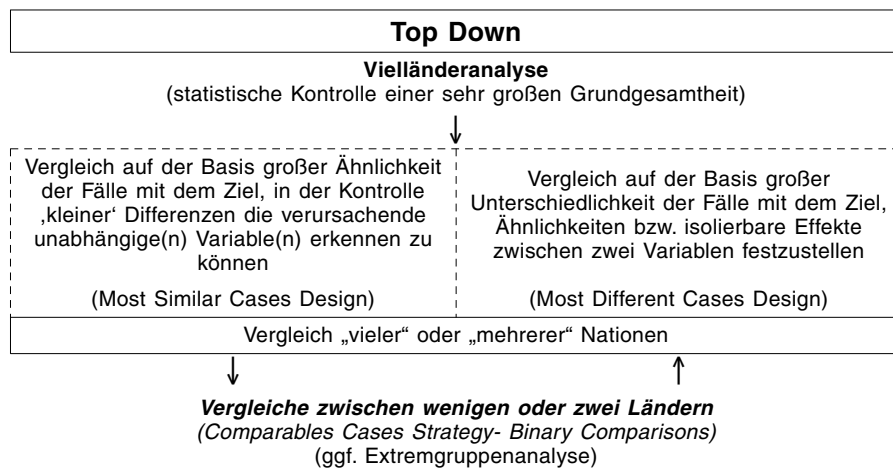 Top Down
Vielländeranalyse
(statistische Kontrolle einer sehr großen Grundgesamtheit)
Vergleich auf der Basis großer Ähnlichkeit
der Fälle mit dem Ziel, in der Kontrolle
‚kleiner‘ Differenzen die verursachende
unabhängige(n) Variable(n) erkennen zu
können
(Most Similar Cases Design)
Vergleich auf der Basis großer
Unterschiedlichkeit der Fälle mit dem Ziel,
Ähnlichkeiten bzw. isolierbare Effekte
zwischen zwei Variablen festzustellen
(Most Different Cases Design)
Vergleich „vieler“ oder „mehrerer“ Nationen
Vergleiche zwischen wenigen oder zwei Ländern
(Comparables Cases Strategy- Binary Comparisons)
(ggf. Extremgruppenanalyse)